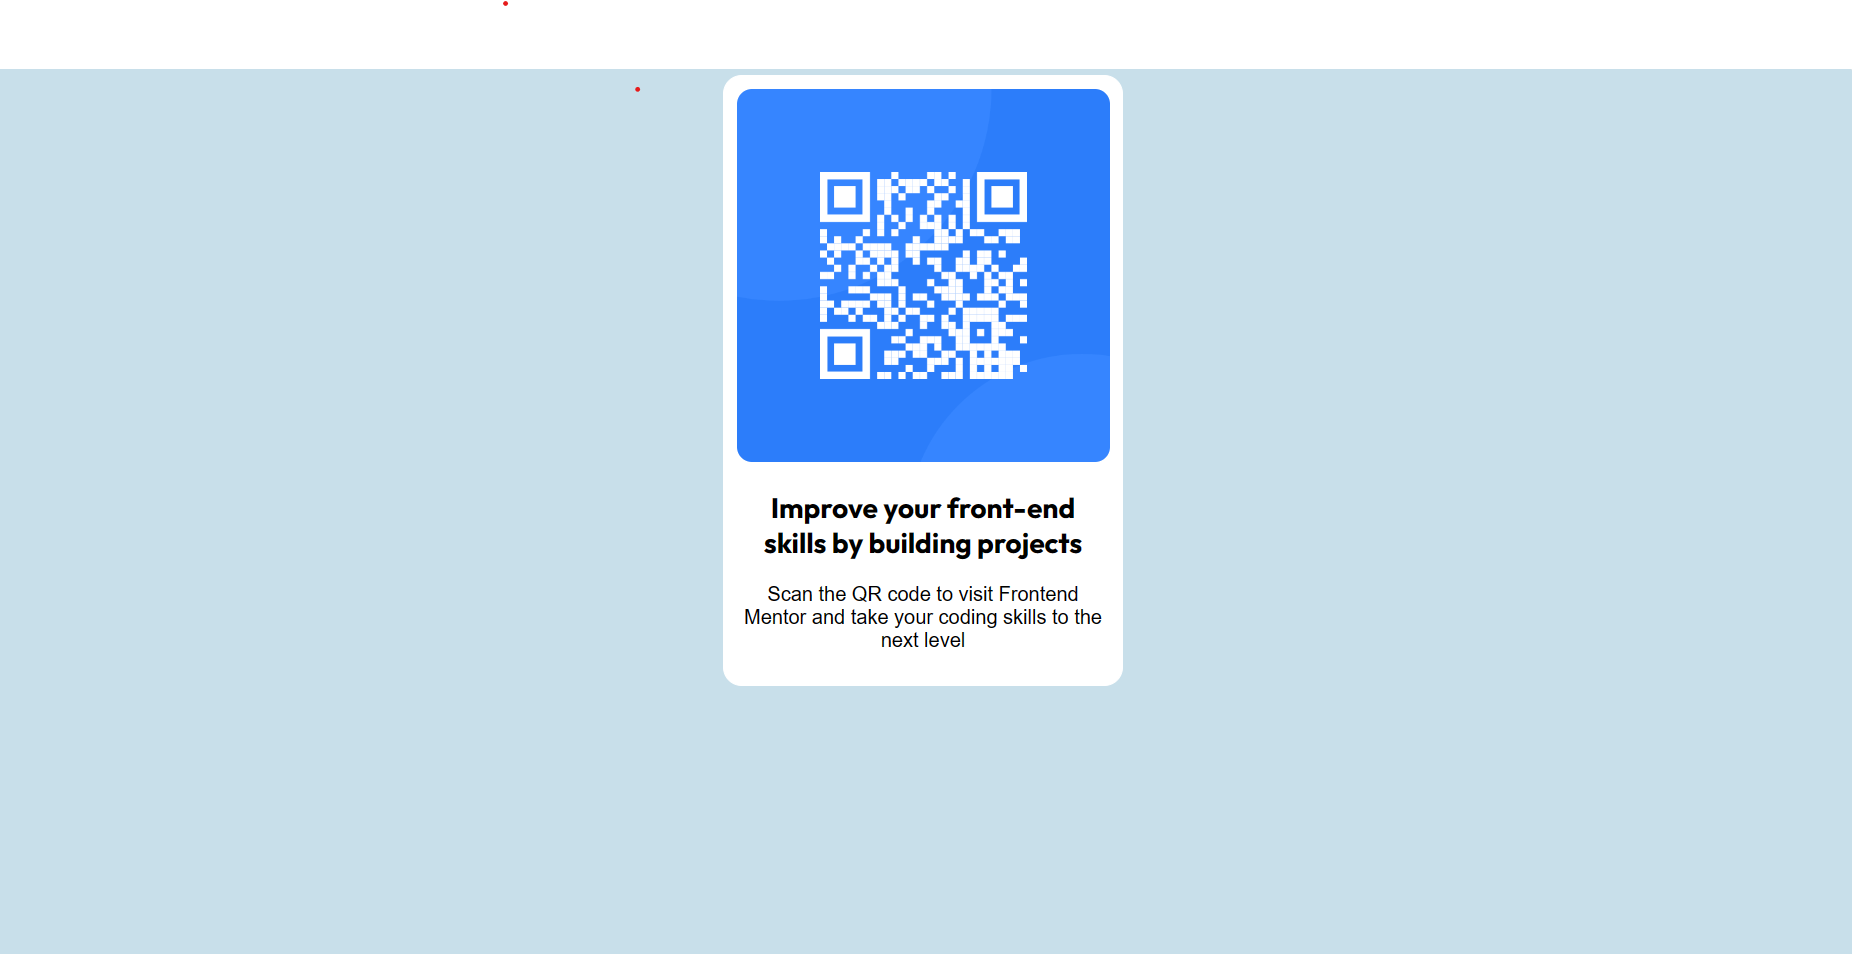 Improve your front-end
skills by building projects
Scan the QR code to visit Frontend
Mentor and take your coding skills to the
next level